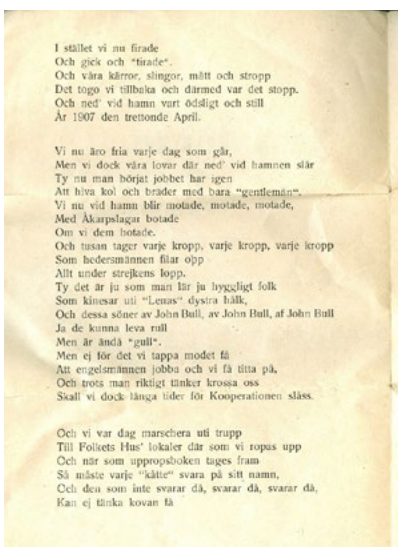 I stället vi nu firade
Och gick och "tirade".
Och våra kärror, slingor, mått och stropp
Det togo vi tillbaka och därmed var det stopp.
Och ned' vid hamn vart ödsligt och still
År 1907 den trettonde April.
Vi nu äro fria varje dag som går,
Men vi dock våra lovar där ned' vid hamnen slår
Ty nu man börjat jobbet har igen
Att hiva kol och bräder med bara "gentlemän".
Vi nu vid hamn blir motade, motade, motade,
Med Åkarpslagar botade
Om vi dem hotade.
Och tusan tager varje kropp, varje kropp, varje kropp
Som hedersmännen filar opp
Allt under strejkens lopp.
Ty det är ju som man lär ju hyggligt folk
Som kineser uti "Lenas" dystra hålk,
Och dessa söner av John Bull, av John Bull, af John Bull
Ja de kunna leva rull
Men är ändå "gull".
Men ej för det vi tappa modet få
Att engelsmännen jobba och vi få titta på,
Och trots man riktigt tänker krossa oss
Skall vi dock långa tider för Kooperationen slåss.
Och vi var dag marschera uti trupp
Till Folkets Hus' lokaler där som vi ropas upp
Och när som uppropsboken tages fram
Så måste varje "kåtte" svara på sitt namn,
Och den som inte svarar då, svarar då, svarar då,
Kan ej tänka kovan få